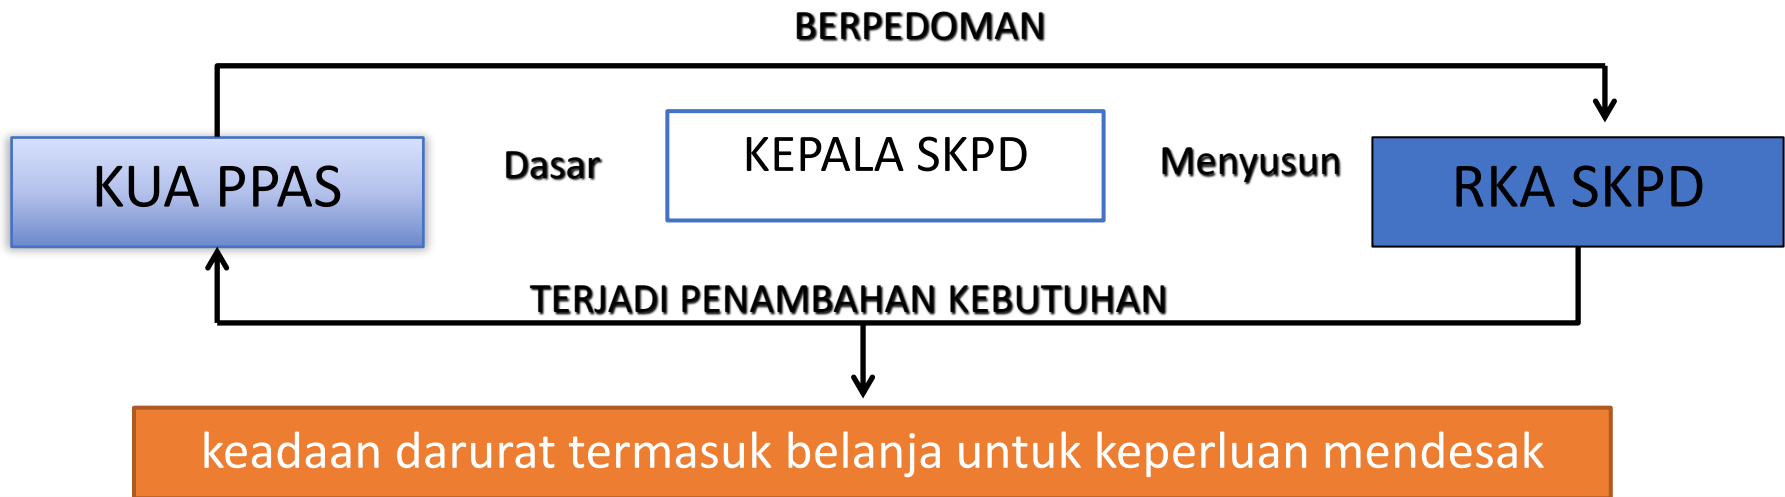 BERPEDOMAN
KUA PPAS
Dasar
KEPALA SKPD
Menyusun
RKA SKPD
TERJADI PENAMBAHAN KEBUTUHAN
keadaan darurat termasuk belanja untuk keperluan mendesak